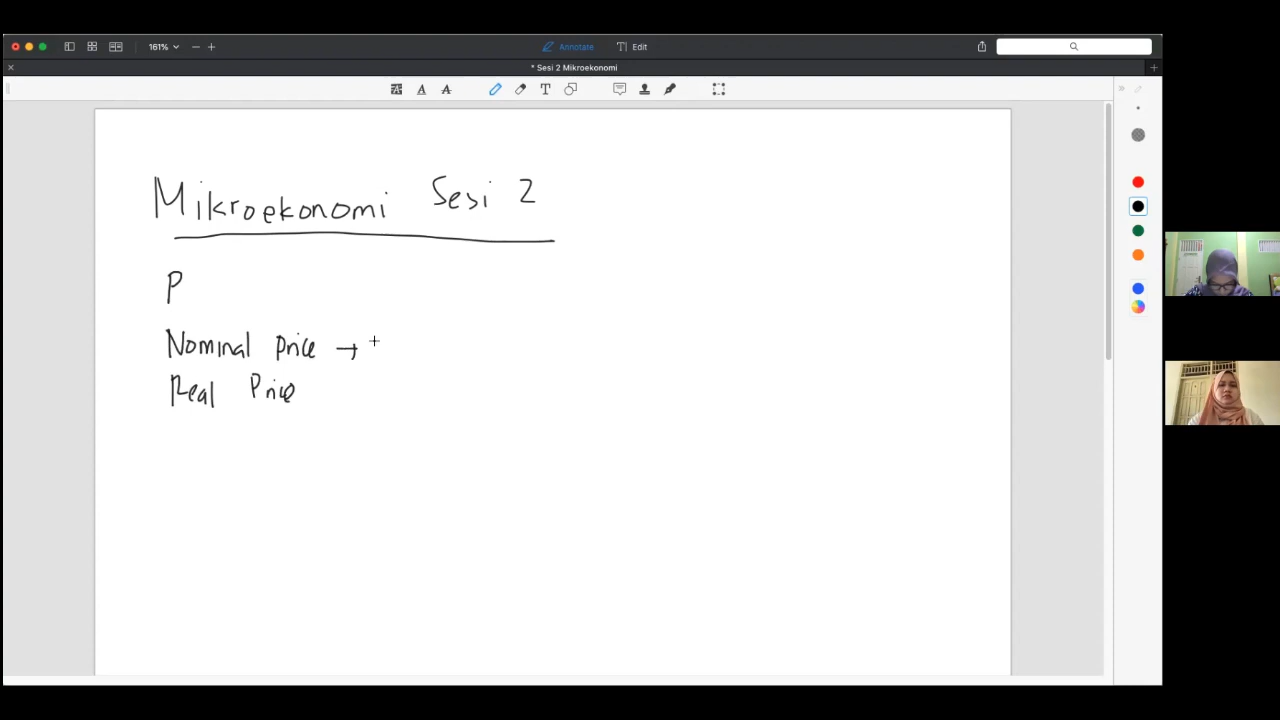 161%
Annotate
Edit
* Sesi 2 Mikroekonomi
Mikroekonomi Sesi 2
P
Nominal Price →
Real Price